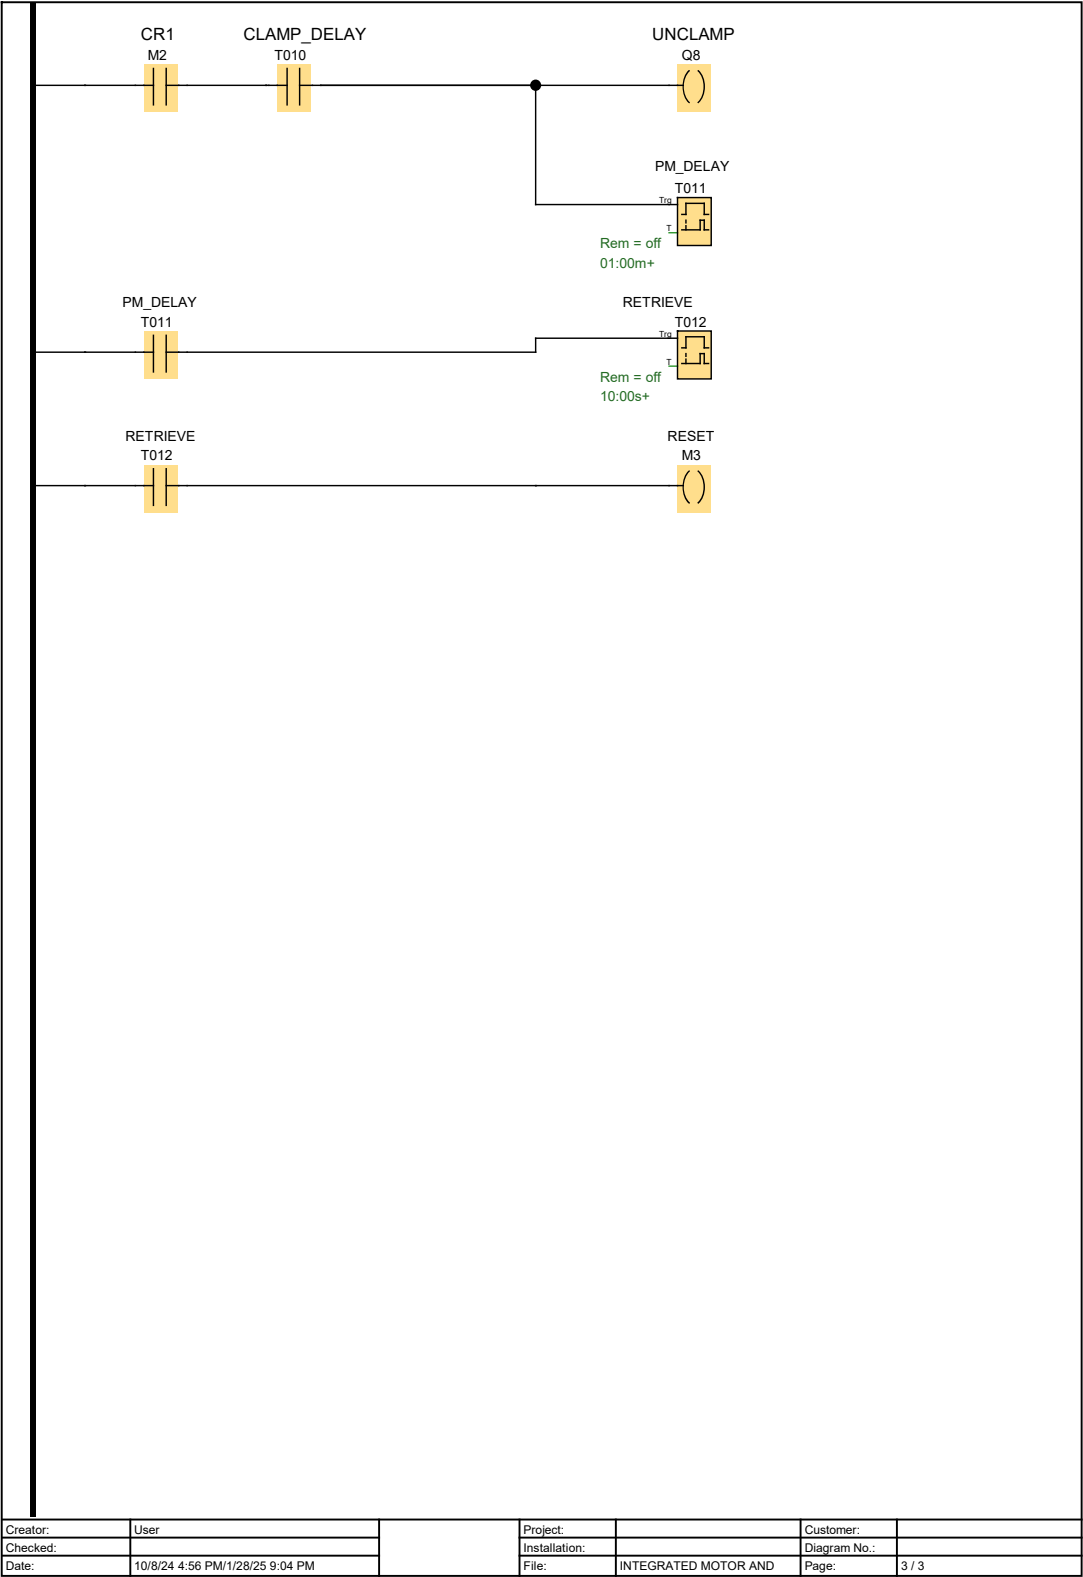 CR1 CLAMP_DELAY UNCLAMP
M2 T010 Q8
PM_DELAY
T011
Trg
T
Rem = off
01:00m+
PM_DELAY RETRIEVE
T011 T012
Trg
T
Rem = off
10:00s+
RETRIEVE RESET
T012 M3
Creator: User Project: Customer:
Checked: Installation: Diagram No.:
Date: 10/8/24 4:56 PM/1/28/25 9:04 PM File: INTEGRATED MOTOR AND Page: 3 / 3